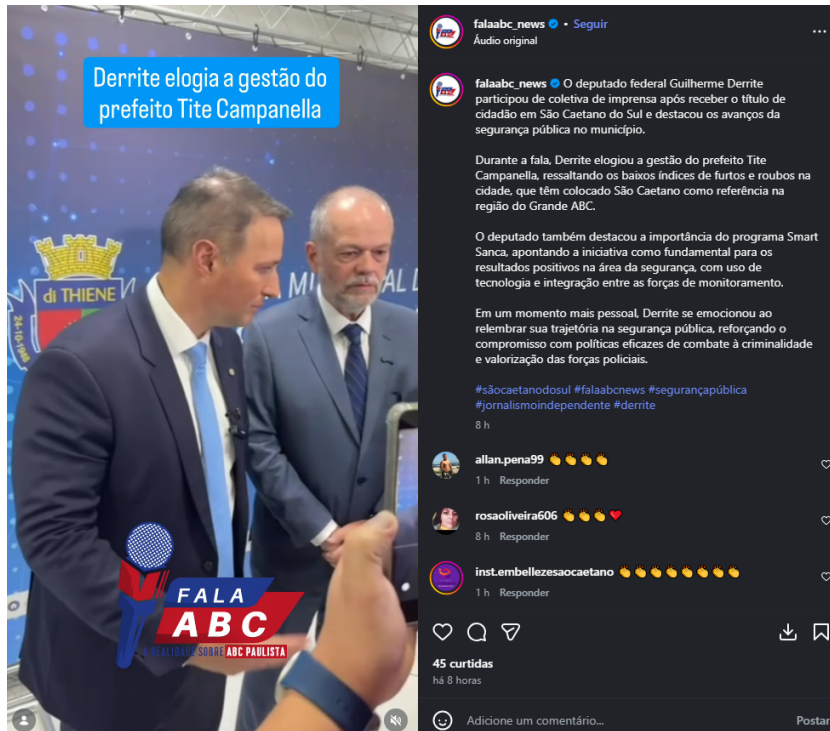 Derrite elogia a gestão do
prefeito Tite Campanella
di THIENE
24-10-1948
FALA
ABC
A REALIDADE SOBRE ABC PAULISTA
falaabc_news • Seguir
Áudio original
falaabc_news O deputado federal Guilherme Derrite
participou de coletiva de imprensa após receber o título de
cidadão em São Caetano do Sul e destacou os avanços da
segurança pública no município.
Durante a fala, Derrite elogiou a gestão do prefeito Tite
Campanella, ressaltando os baixos índices de furtos e roubos na
cidade, que têm colocado São Caetano como referência na
região do Grande ABC.
O deputado também destacou a importância do programa Smart
Sanca, apontando a iniciativa como fundamental para os
resultados positivos na área da segurança, com uso de
tecnologia e integração entre as forças de monitoramento.
Em um momento mais pessoal, Derrite se emocionou ao
relembrar sua trajetória na segurança pública, reforçando o
compromisso com políticas eficazes de combate à criminalidade
e valorização das forças policiais.
#sãocaetanodosul #falaabcnews #segurançapública
#jornalismoindependente #derrite
8 h
allan.pena99 👏👏👏👏
1 h Responder
rosaoliveira606 👏👏👏❤️
8 h Responder
inst.embellezesaocaetano 👏👏👏👏👏👏👏👏
1 h Responder
45 curtidas
há 8 horas
Adicione um comentário...
Postar